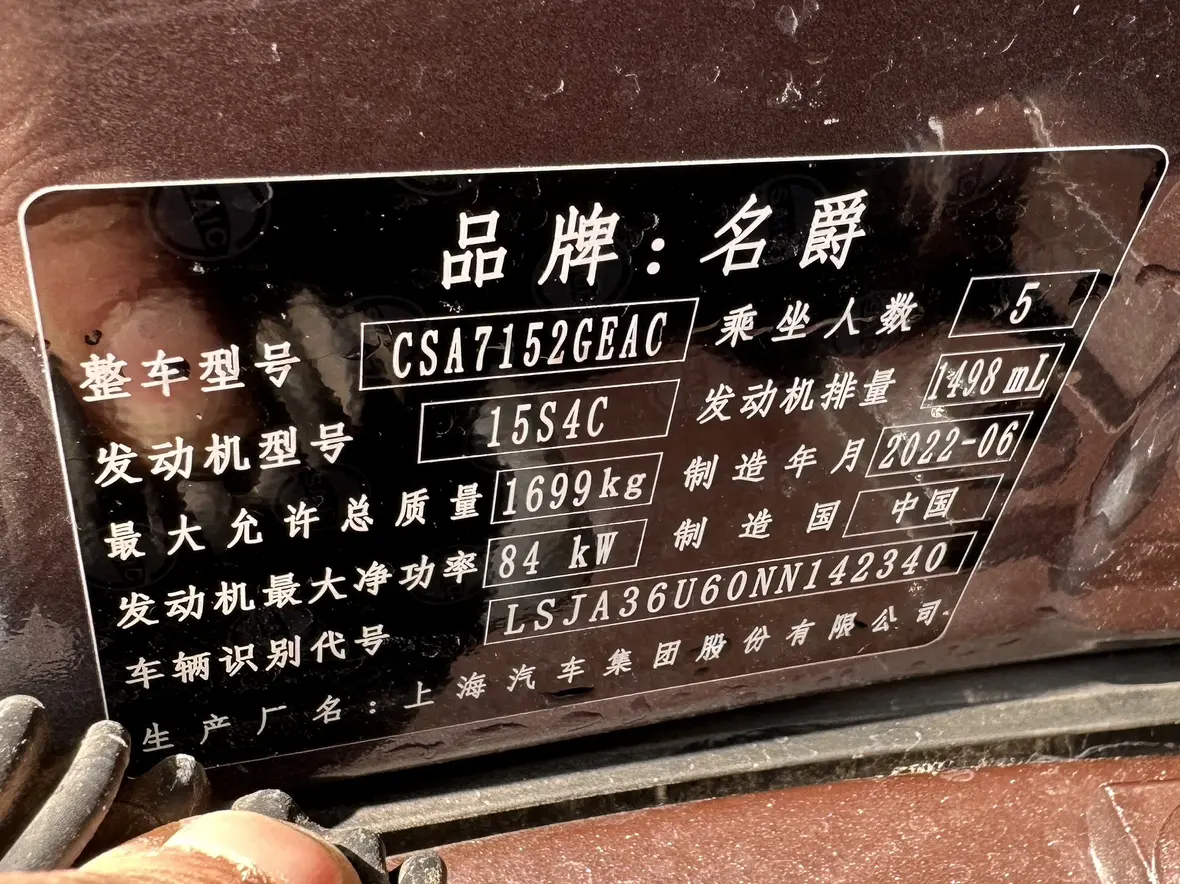 品牌：名爵
整车型号 CSA7152GEAC 乘坐人数 5
发动机型号 15S4C 发动机排量 1498 mL
最大允许总质量 1699kg 制造年月 2022-06
发动机最大净功率 84 kW 制造国 中国
车辆识别代号 LSJA36U60NN142340
生产厂名：上海汽车集团股份有限公司